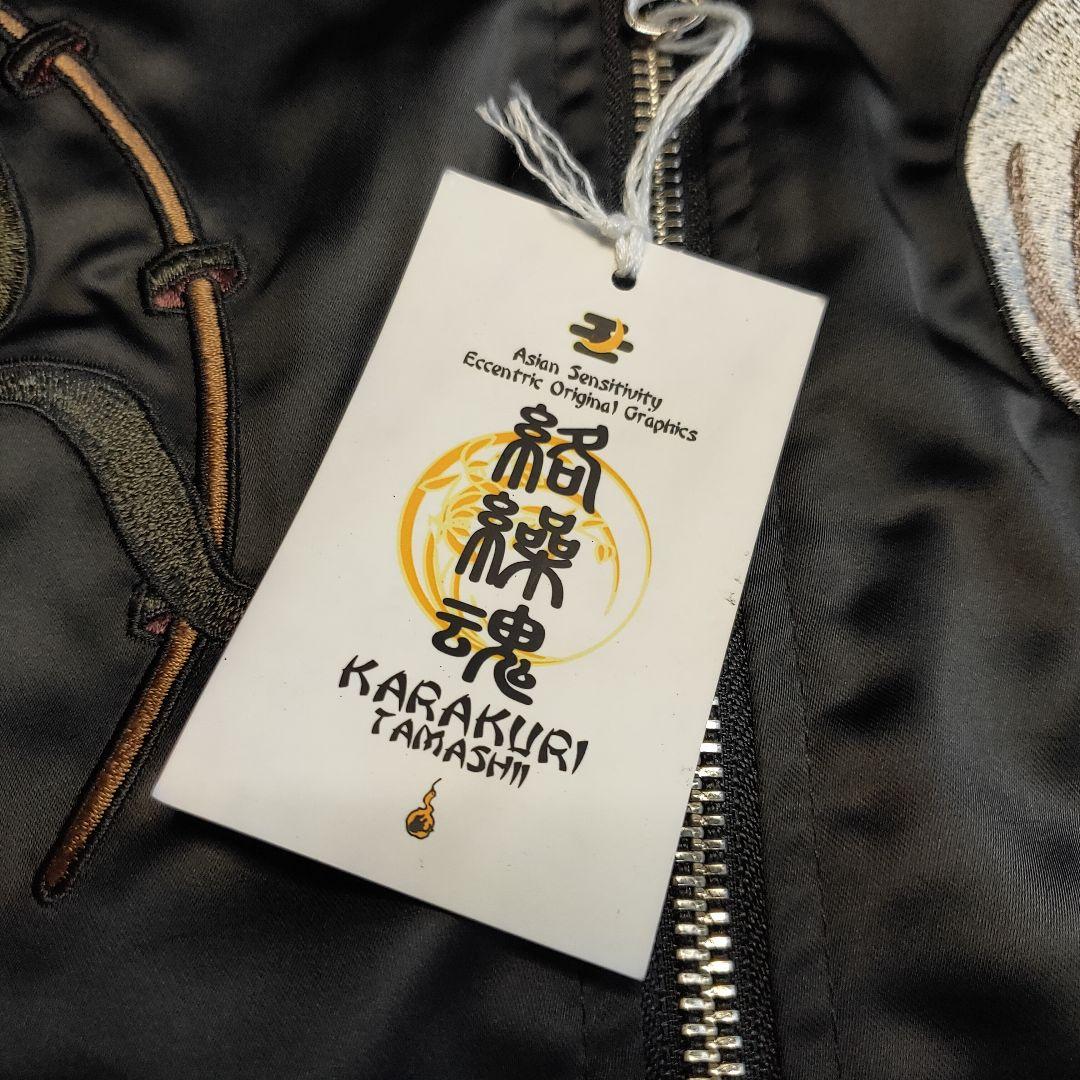 Asian Sensitivity
Eccentric Original Graphics
絡繰魂
KARAKURI
TAMASHII